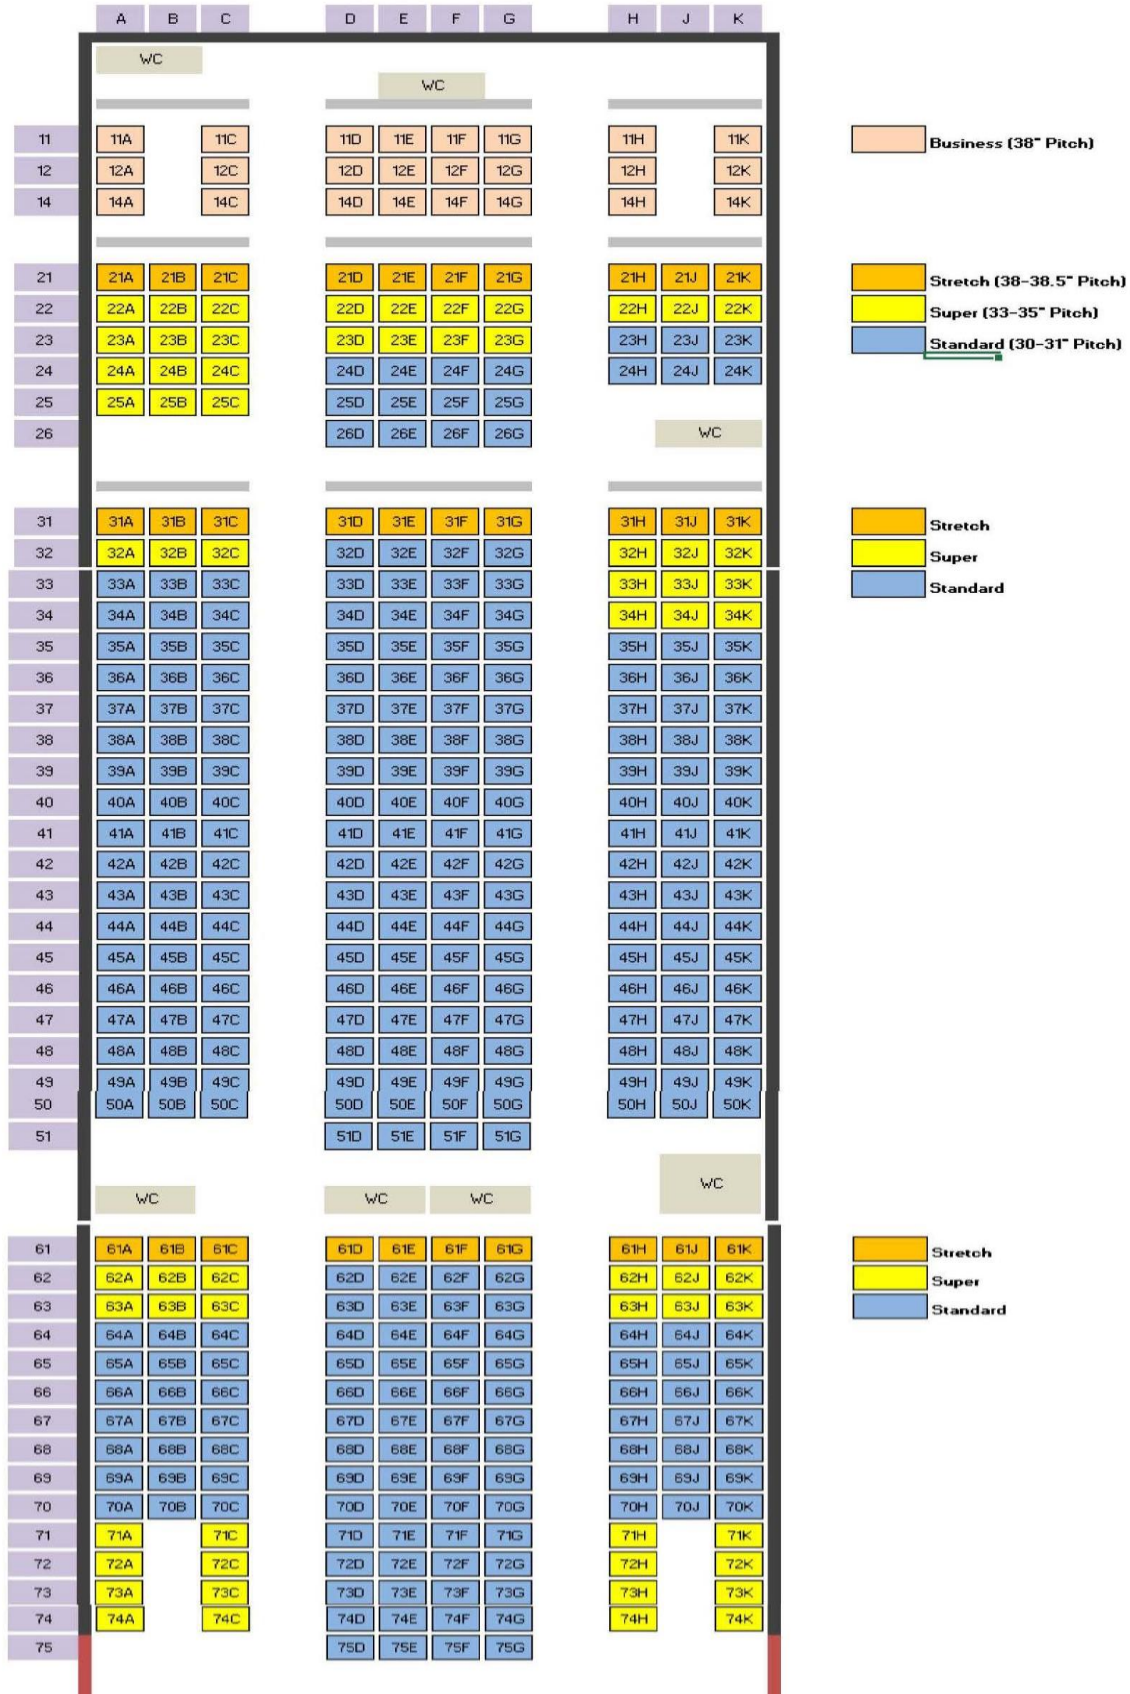 A B C D E F G H J K
WC
WC
11 11A 11C 11D 11E 11F 11G 11H 11K Business (38" Pitch)
12 12A 12C 12D 12E 12F 12G 12H 12K
14 14A 14C 14D 14E 14F 14G 14H 14K
21 21A 21B 21C 21D 21E 21F 21G 21H 21J 21K Stretch (38-38.5" Pitch)
22 22A 22B 22C 22D 22E 22F 22G 22H 22J 22K Super (33-35" Pitch)
23 23A 23B 23C 23D 23E 23F 23G 23H 23J 23K Standard (30-31" Pitch)
24 24A 24B 24C 24D 24E 24F 24G 24H 24J 24K
25 25A 25B 25C 25D 25E 25F 25G
26 26D 26E 26F 26G WC
31 31A 31B 31C 31D 31E 31F 31G 31H 31J 31K Stretch
32 32A 32B 32C 32D 32E 32F 32G 32H 32J 32K Super
33 33A 33B 33C 33D 33E 33F 33G 33H 33J 33K Standard
34 34A 34B 34C 34D 34E 34F 34G 34H 34J 34K
35 35A 35B 35C 35D 35E 35F 35G 35H 35J 35K
36 36A 36B 36C 36D 36E 36F 36G 36H 36J 36K
37 37A 37B 37C 37D 37E 37F 37G 37H 37J 37K
38 38A 38B 38C 38D 38E 38F 38G 38H 38J 38K
39 39A 39B 39C 39D 39E 39F 39G 39H 39J 39K
40 40A 40B 40C 40D 40E 40F 40G 40H 40J 40K
41 41A 41B 41C 41D 41E 41F 41G 41H 41J 41K
42 42A 42B 42C 42D 42E 42F 42G 42H 42J 42K
43 43A 43B 43C 43D 43E 43F 43G 43H 43J 43K
44 44A 44B 44C 44D 44E 44F 44G 44H 44J 44K
45 45A 45B 45C 45D 45E 45F 45G 45H 45J 45K
46 46A 46B 46C 46D 46E 46F 46G 46H 46J 46K
47 47A 47B 47C 47D 47E 47F 47G 47H 47J 47K
48 48A 48B 48C 48D 48E 48F 48G 48H 48J 48K
49 49A 49B 49C 49D 49E 49F 49G 49H 49J 49K
50 50A 50B 50C 50D 50E 50F 50G 50H 50J 50K
51 51D 51E 51F 51G
WC WC WC WC
61 61A 61B 61C 61D 61E 61F 61G 61H 61J 61K Stretch
62 62A 62B 62C 62D 62E 62F 62G 62H 62J 62K Super
63 63A 63B 63C 63D 63E 63F 63G 63H 63J 63K Standard
64 64A 64B 64C 64D 64E 64F 64G 64H 64J 64K
65 65A 65B 65C 65D 65E 65F 65G 65H 65J 65K
66 66A 66B 66C 66D 66E 66F 66G 66H 66J 66K
67 67A 67B 67C 67D 67E 67F 67G 67H 67J 67K
68 68A 68B 68C 68D 68E 68F 68G 68H 68J 68K
69 69A 69B 69C 69D 69E 69F 69G 69H 69J 69K
70 70A 70B 70C 70D 70E 70F 70G 70H 70J 70K
71 71A 71C 71D 71E 71F 71G 71H 71K
72 72A 72C 72D 72E 72F 72G 72H 72K
73 73A 73C 73D 73E 73F 73G 73H 73K
74 74A 74C 74D 74E 74F 74G 74H 74K
75 75D 75E 75F 75G